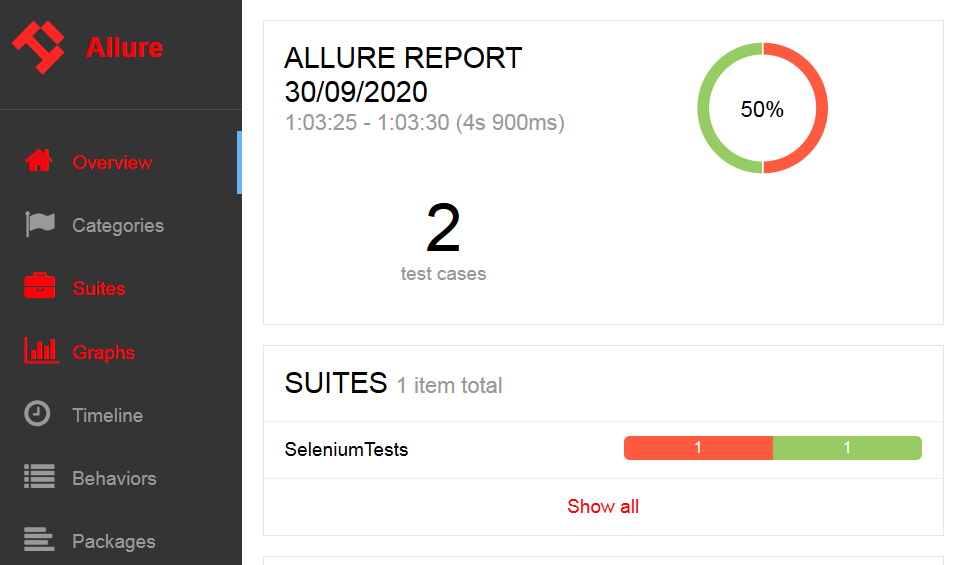 Allure
Overview
Categories
Suites
Graphs
Timeline
Behaviors
Packages
ALLURE REPORT
30/09/2020
1:03:25 - 1:03:30 (4s 900ms)
50%
2
test cases
SUITES 1 item total
SeleniumTests 1 1
Show all